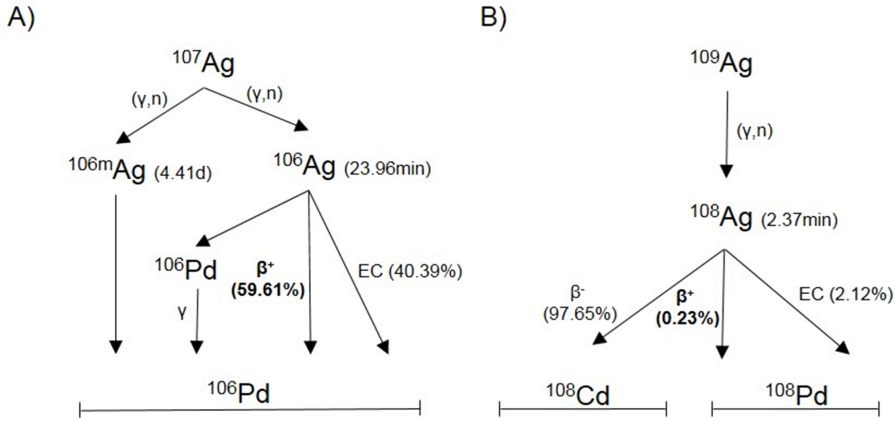 A)
¹⁰⁷Ag
(γ,n) (γ,n)
¹⁰⁶ᵐAg (4.41d) ¹⁰⁶Ag (23.96min)
¹⁰⁶Pd
β⁺
(59.61%)
EC (40.39%)
γ
¹⁰⁶Pd
B)
¹⁰⁹Ag
(γ,n)
¹⁰⁸Ag (2.37min)
β⁻
(97.65%)
β⁺
(0.23%)
EC (2.12%)
¹⁰⁸Cd ¹⁰⁸Pd